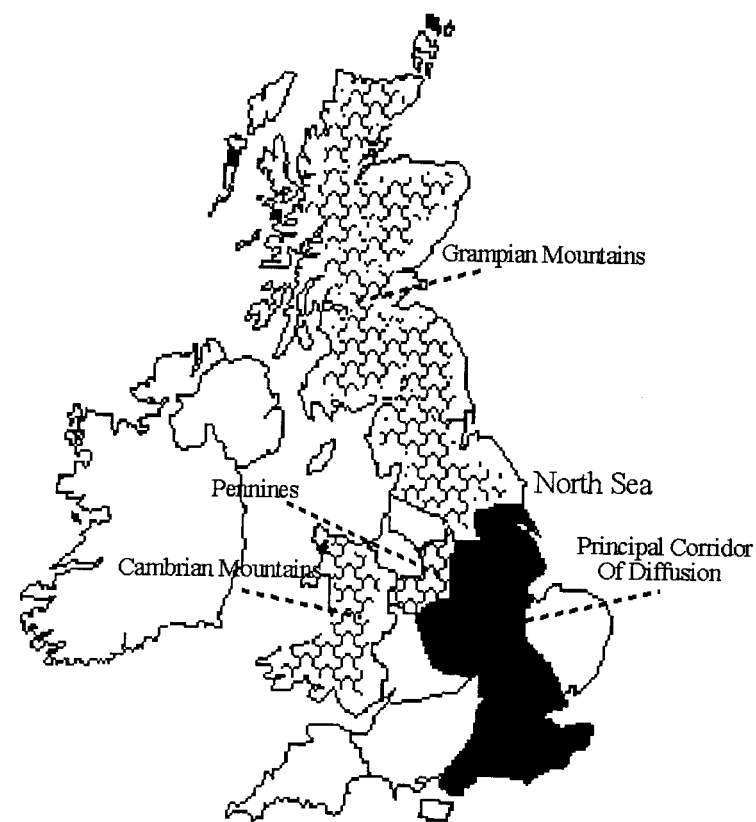 Grampian Mountains
North Sea
Pennines
Principal Corridor
Of Diffusion
Cambrian Mountains